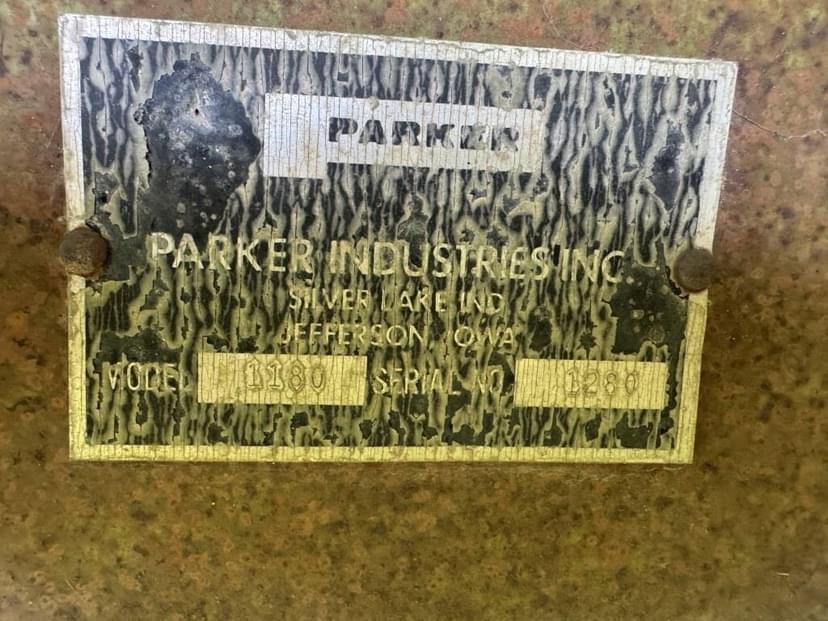 PARKER
PARKER INDUSTRIES INC
SILVER LAKE IND
JEFFERSON, IOWA
MODEL 1180 SERIAL NO 1280